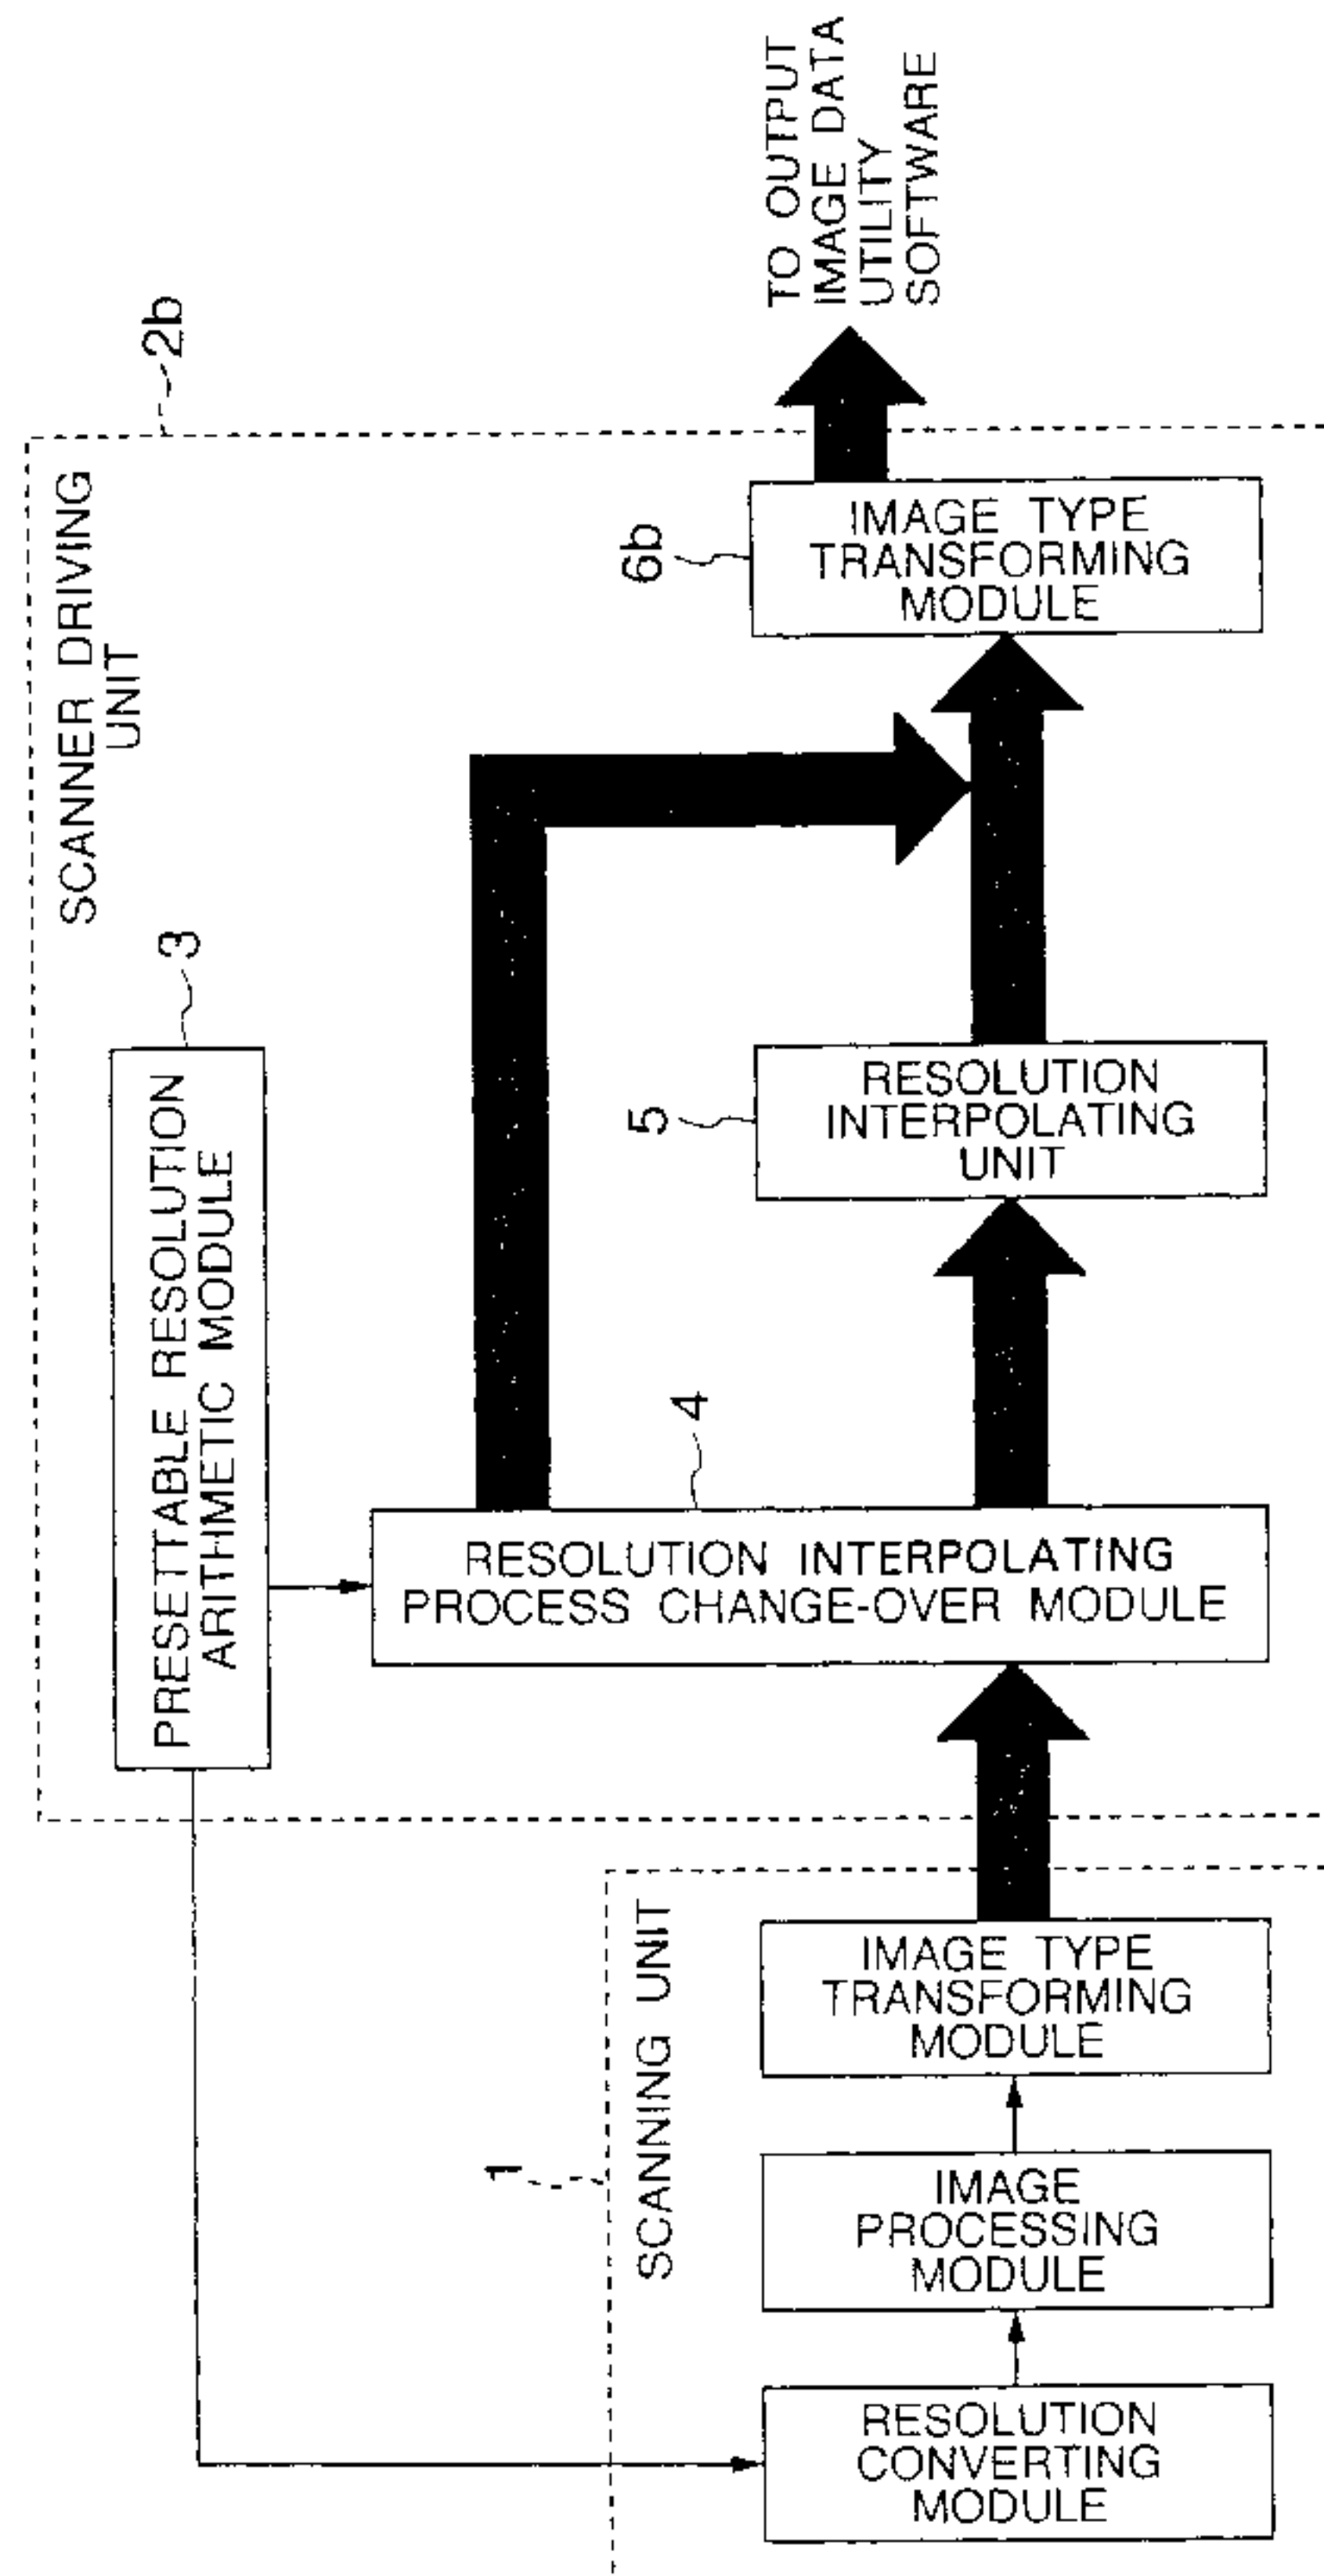 SCANNER DRIVING
UNIT
2b
PRESETTABLE RESOLUTION
ARITHMETIC MODULE
3
1
SCANNING UNIT
RESOLUTION
CONVERTING
MODULE
IMAGE
PROCESSING
MODULE
IMAGE TYPE
TRANSFORMING
MODULE
4
RESOLUTION INTERPOLATING
PROCESS CHANGE-OVER MODULE
5
RESOLUTION
INTERPOLATING
UNIT
6b
IMAGE TYPE
TRANSFORMING
MODULE
TO OUTPUT
IMAGE DATA
UTILITY
SOFTWARE